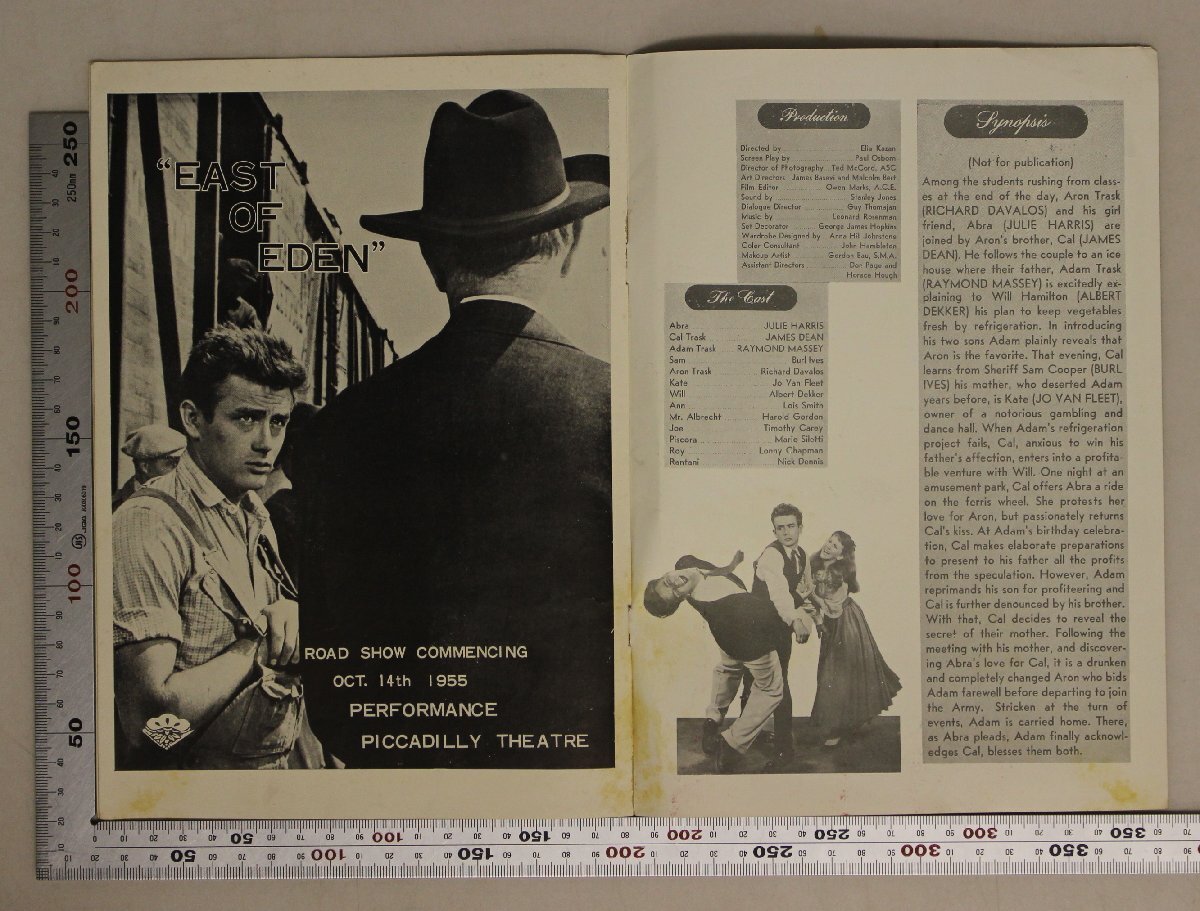 “EAST
OF
EDEN”
ROAD SHOW COMMENCING
OCT. 14th 1955
PERFORMANCE
PICCADILLY THEATRE
Production
Directed by Elia Kazan
Screen Play by Paul Osborn
Director of Photography Ted McCord, ASC
Art Directors James Basevi and Malcolm Bert
Film Editor Owen Marks, A.C.E.
Sound by Stanley Jones
Dialogue Director Guy Thomajan
Music by Leonard Rosenman
Set Decorator George James Hopkins
Wardrobe Designed by Anna Hill Johnstone
Color Consultant John Hambleton
Makeup Artist Gordon Bau, S.M.A.
Assistant Directors Don Page and
Horace Hough
The Cast
Abra JULIE HARRIS
Cal Trask JAMES DEAN
Adam Trask RAYMOND MASSEY
Sam Burl Ives
Aron Trask Richard Davalos
Kate Jo Van Fleet
Will Albert Dekker
Ann Lois Smith
Mr. Albrecht Harold Gordon
Joe Timothy Carey
Piscora Mario Siletti
Roy Lonny Chapman
Rantani Nick Dennis
Synopsis
(Not for publication)
Among the students rushing from class-
es at the end of the day, Aron Trask
(RICHARD DAVALOS) and his girl
friend, Abra (JULIE HARRIS) are
joined by Aron's brother, Cal (JAMES
DEAN). He follows the couple to an ice
house where their father, Adam Trask
(RAYMOND MASSEY) is excitedly ex-
plaining to Will Hamilton (ALBERT
DEKKER) his plan to keep vegetables
fresh by refrigeration. In introducing
his two sons Adam plainly reveals that
Aron is the favorite. That evening, Cal
learns from Sheriff Sam Cooper (BURL
IVES) his mother, who deserted Adam
years before, is Kate (JO VAN FLEET),
owner of a notorious gambling and
dance hall. When Adam's refrigeration
project fails, Cal, anxious to win his
father's affection, enters into a profita-
ble venture with Will. One night at an
amusement park, Cal offers Abra a ride
on the ferris wheel. She protests her
love for Aron, but passionately returns
Cal's kiss. At Adam's birthday celebra-
tion, Cal makes elaborate preparations
to present to his father all the profits
from the speculation. However, Adam
reprimands his son for profiteering and
Cal is further denounced by his brother.
With that, Cal decides to reveal the
secret of their mother. Following the
meeting with his mother, and discover-
ing Abra's love for Cal, it is a drunken
and completely changed Aron who bids
Adam farewell before departing to join
the Army. Stricken at the turn of
events, Adam is carried home. There,
as Abra pleads, Adam finally acknowl-
edges Cal, blesses them both.